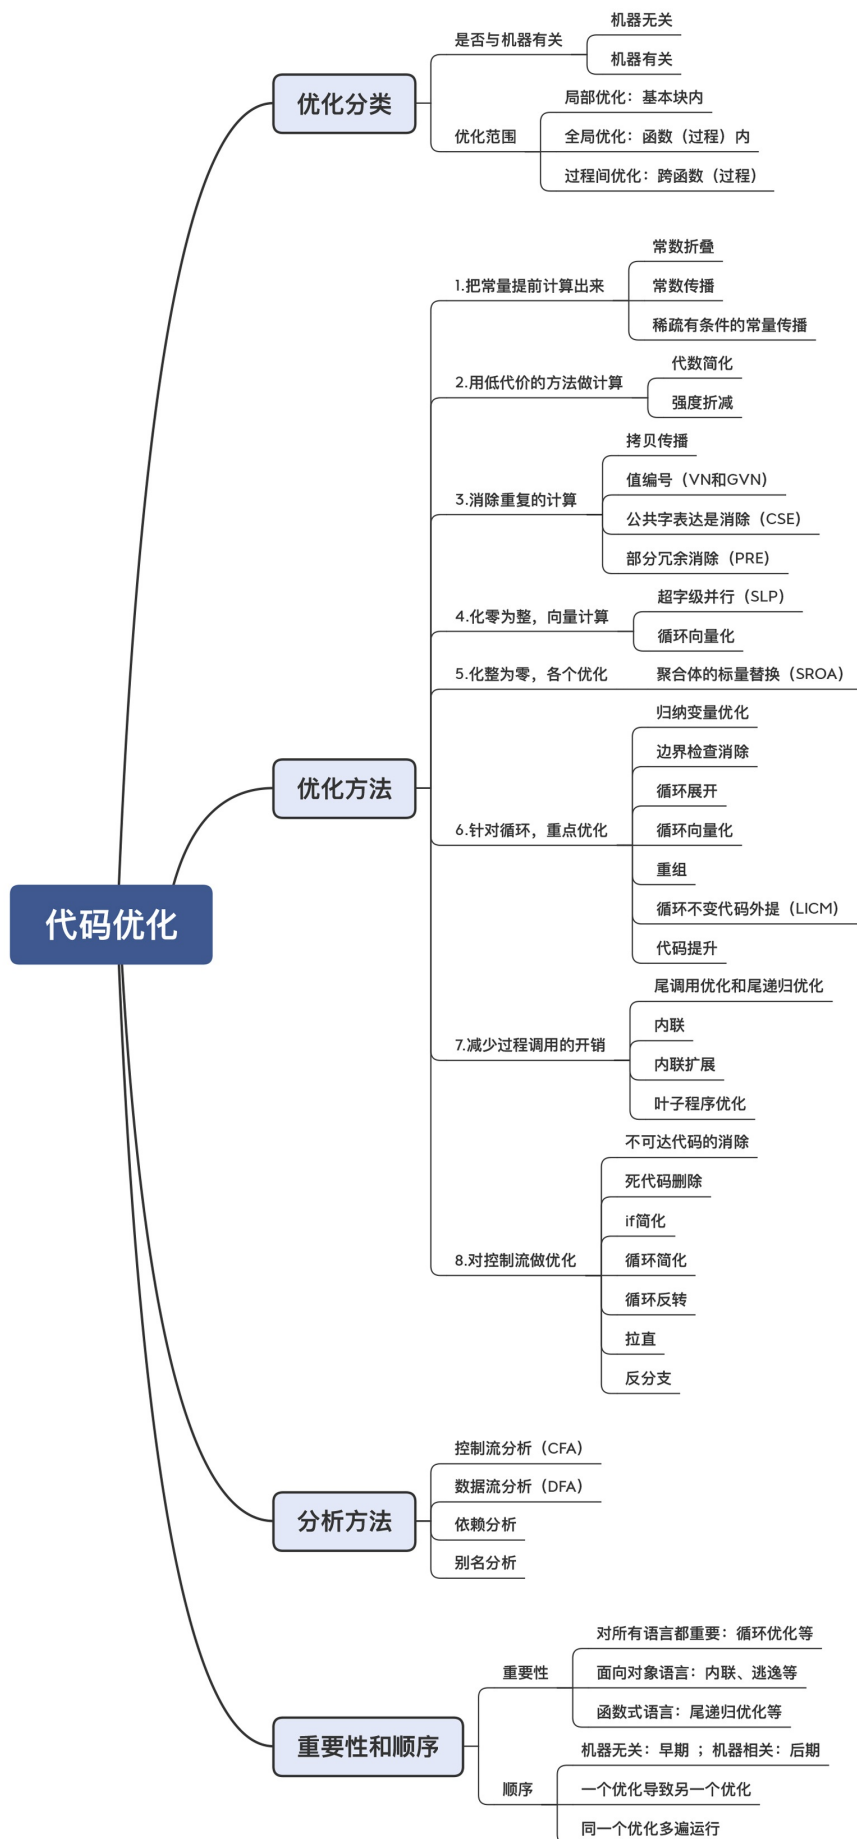 代码优化
优化分类
是否与机器有关
机器无关
机器有关
优化范围
局部优化：基本块内
全局优化：函数（过程）内
过程间优化：跨函数（过程）
优化方法
1.把常量提前计算出来
常数折叠
常数传播
稀疏有条件的常量传播
2.用低代价的方法做计算
代数简化
强度折减
3.消除重复的计算
拷贝传播
值编号（VN和GVN）
公共字表达是消除（CSE）
部分冗余消除（PRE）
4.化零为整，向量计算
超字级并行（SLP）
循环向量化
5.化整为零，各个优化
聚合体的标量替换（SROA）
6.针对循环，重点优化
归纳变量优化
边界检查消除
循环展开
循环向量化
重组
循环不变代码外提（LICM）
代码提升
7.减少过程调用的开销
尾调用优化和尾递归优化
内联
内联扩展
叶子程序优化
8.对控制流做优化
不可达代码的消除
死代码删除
if简化
循环简化
循环反转
拉直
反分支
分析方法
控制流分析（CFA）
数据流分析（DFA）
依赖分析
别名分析
重要性和顺序
重要性
对所有语言都重要：循环优化等
面向对象语言：内联、逃逸等
函数式语言：尾递归优化等
顺序
机器无关：早期 ；机器相关：后期
一个优化导致另一个优化
同一个优化多遍运行